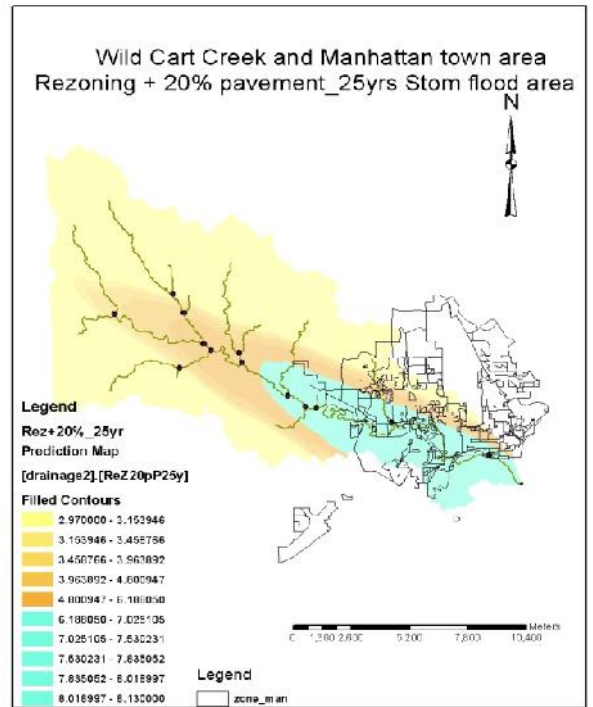 Wild Cart Creek and Manhattan town area
Rezoning + 20% pavement_25yrs Stom flood area
N
Legend
Rez+20%_25yr
Prediction Map
[drainage2].[ReZ20pP25y]
Filled Contours
2.970000 - 3.153946
3.153946 - 3.458766
3.458766 - 3.963892
3.963892 - 4.800947
4.800947 - 6.188050
6.188050 - 7.025105
7.025105 - 7.530231
7.530231 - 7.835052
7.835052 - 8.018997
8.018997 - 8.130000
Meters
0 1,300 2,600 5,200 7,800 10,400
Legend
zone_man